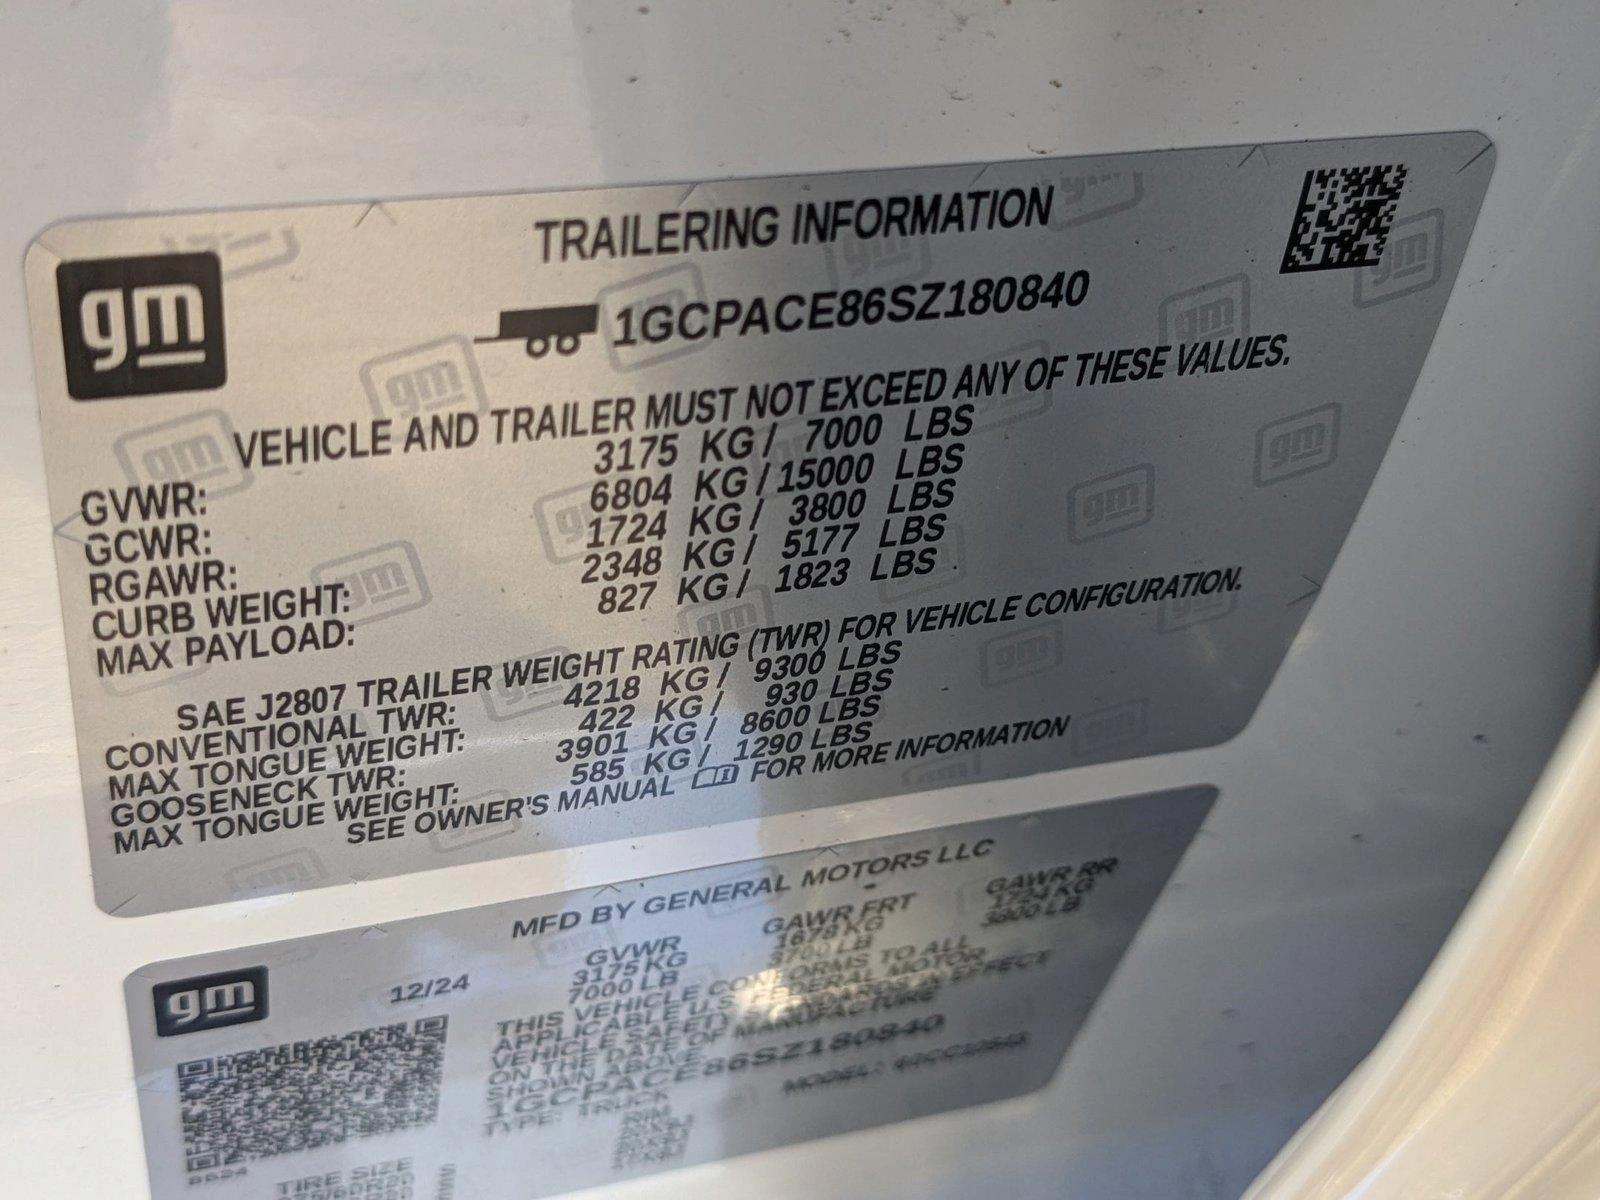 TRAILERING INFORMATION
gm
1GCPACE86SZ180840
VEHICLE AND TRAILER MUST NOT EXCEED ANY OF THESE VALUES.
GVWR: 3175 KG / 7000 LBS
GCWR: 6804 KG / 15000 LBS
RGAWR: 1724 KG / 3800 LBS
CURB WEIGHT: 2348 KG / 5177 LBS
MAX PAYLOAD: 827 KG / 1823 LBS
SAE J2807 TRAILER WEIGHT RATING (TWR) FOR VEHICLE CONFIGURATION.
CONVENTIONAL TWR: 4218 KG / 9300 LBS
MAX TONGUE WEIGHT: 422 KG / 930 LBS
GOOSENECK TWR: 3901 KG / 8600 LBS
MAX TONGUE WEIGHT: 585 KG / 1290 LBS
SEE OWNER'S MANUAL FOR MORE INFORMATION
MFD BY GENERAL MOTORS LLC
gm
12/24
GVWR GAWR FRT GAWR RR
3175 KG 1678 KG 1724 KG
7000 LB 3700 LB 3800 LB
THIS VEHICLE CONFORMS TO ALL
APPLICABLE U.S. FEDERAL MOTOR
VEHICLE SAFETY STANDARDS IN EFFECT
ON THE DATE OF MANUFACTURE
SHOWN ABOVE
1GCPACE86SZ180840
TYPE: TRUCK MODEL:
TIRE SIZE RIM